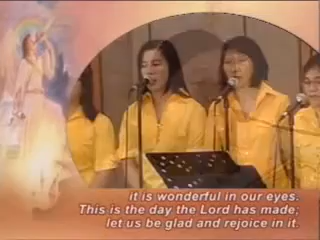 it is wonderful in our eyes.
This is the day the Lord has made;
let us be glad and rejoice in it.